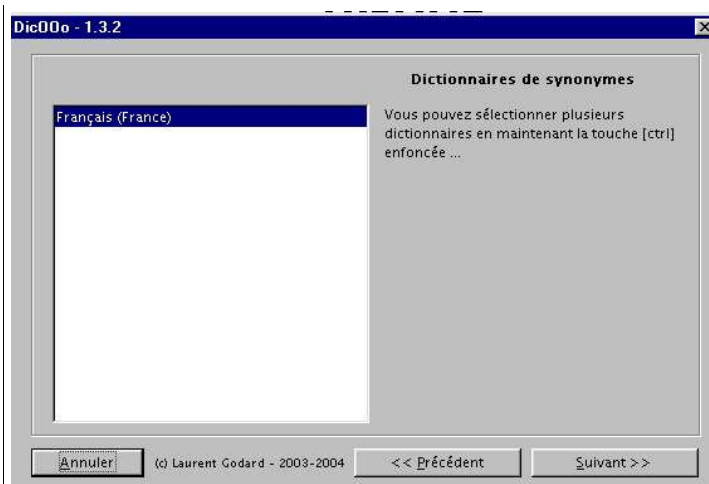 DicOOo - 1.3.2
Dictionnaires de synonymes
Français (France)
Vous pouvez sélectionner plusieurs
dictionnaires en maintenant la touche [ctrl]
enfoncée ...
Annuler
(c) Laurent Godard - 2003-2004
<< Précédent
Suivant >>